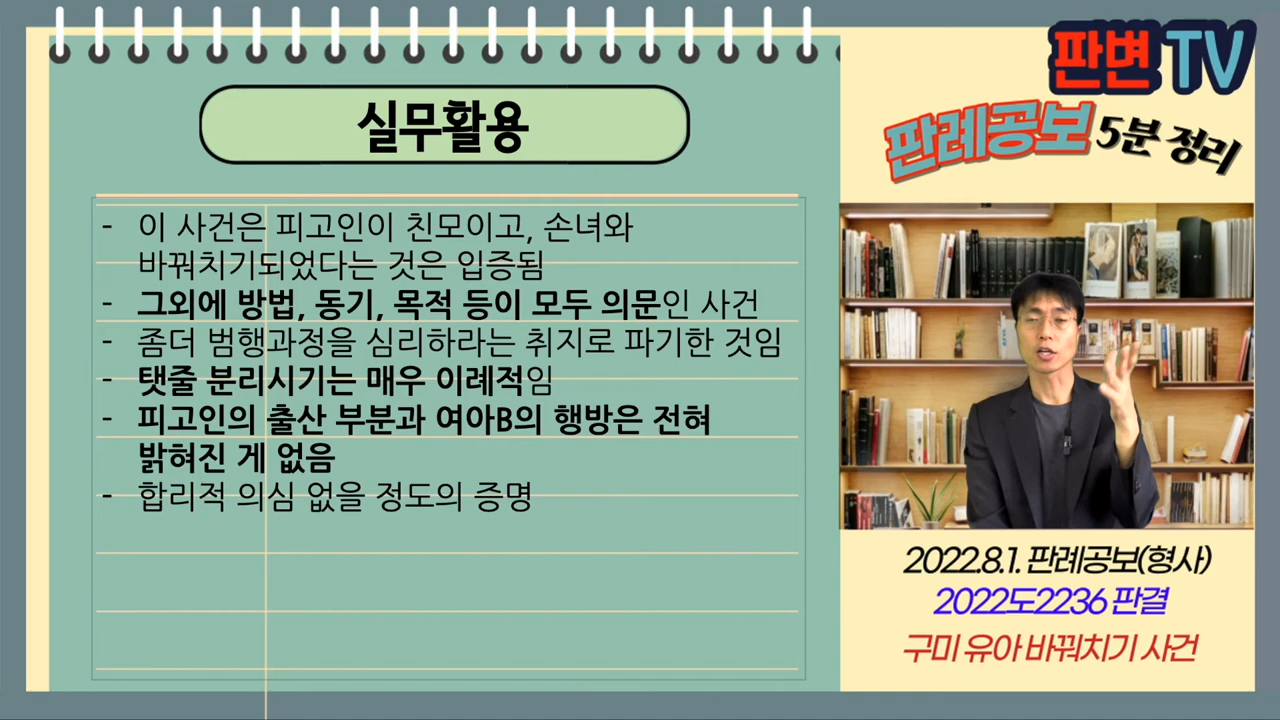 판변 TV
판례공보 5분 정리
실무활용
- 이 사건은 피고인이 친모이고, 손녀와
바꿔치기되었다는 것은 입증됨
- 그외에 방법, 동기, 목적 등이 모두 의문인 사건
- 좀더 범행과정을 심리하라는 취지로 파기한 것임
- 탯줄 분리시기는 매우 이례적임
- 피고인의 출산 부분과 여아B의 행방은 전혀
밝혀진 게 없음
- 합리적 의심 없을 정도의 증명
2022.8.1. 판례공보(형사)
2022도2236 판결
구미 유아 바꿔치기 사건